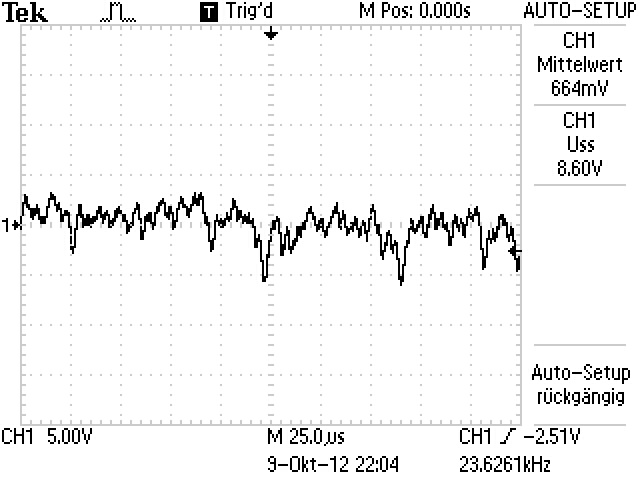 Tek T Trig'd M Pos: 0.000s AUTO-SETUP
CH1
Mittelwert
664mV
CH1
Uss
8.60V
1
Auto-Setup
rückgängig
CH1 5.00V M 25.0µs CH1 -2.51V
9-Okt-12 22:04 23.6261kHz